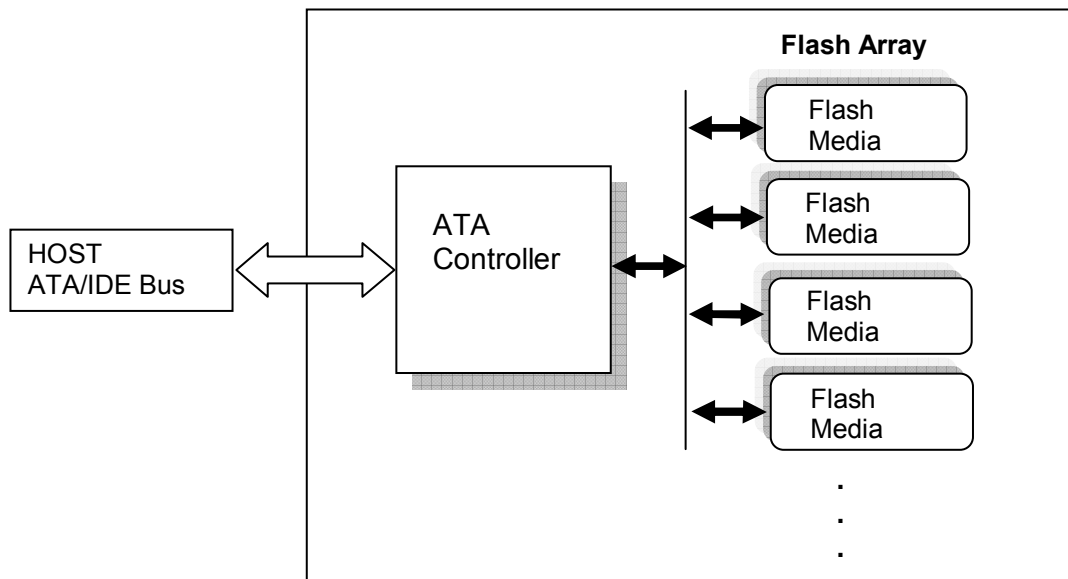 Flash Array
Flash
Media
Flash
Media
ATA
Controller
HOST
ATA/IDE Bus
Flash
Media
Flash
Media
.
.
.